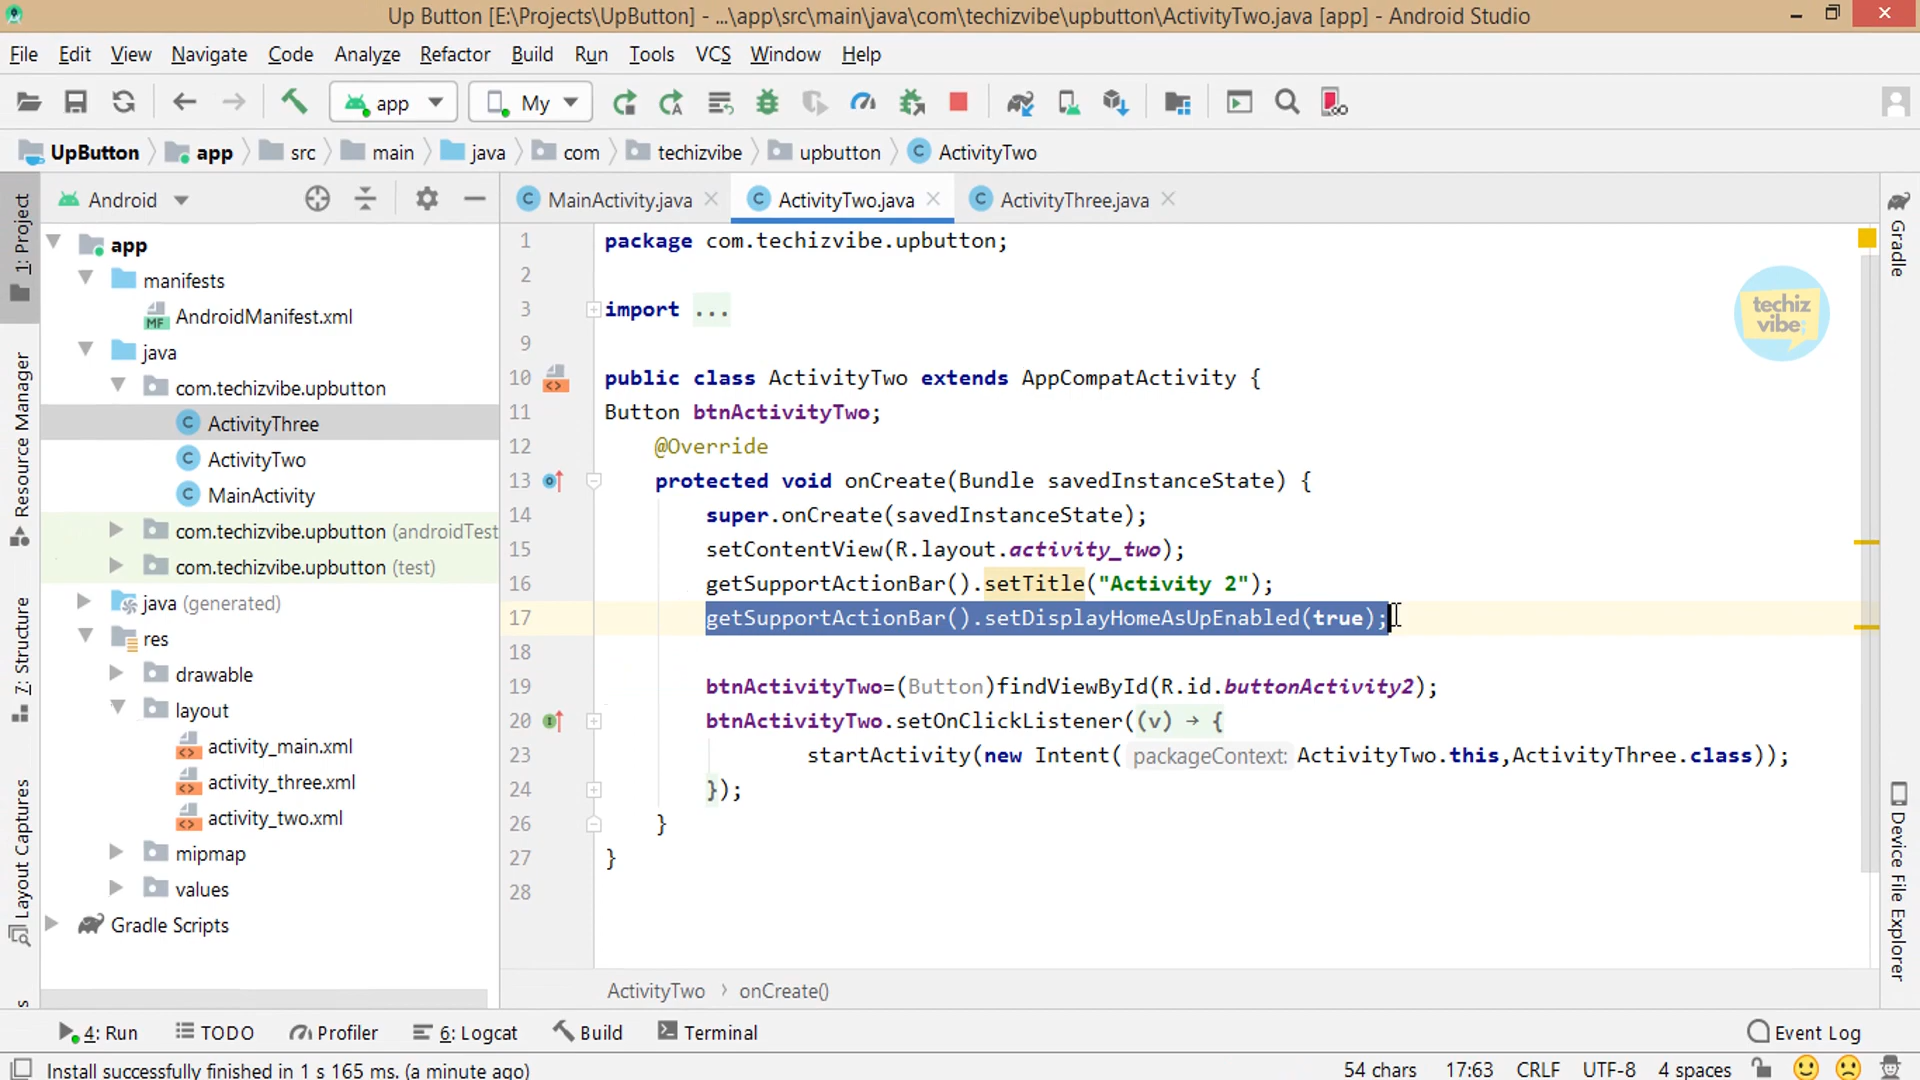 Up Button [E:\Projects\UpButton] - ...\app\src\main\java\com\techizvibe\upbutton\ActivityTwo.java [app] - Android Studio
File Edit View Navigate Code Analyze Refactor Build Run Tools VCS Window Help
app My
UpButton app src main java com techizvibe upbutton ActivityTwo
Android MainActivity.java ActivityTwo.java ActivityThree.java
1: Project
Resource Manager
7: Structure
Layout Captures
app
manifests
MF AndroidManifest.xml
java
com.techizvibe.upbutton
ActivityThree
ActivityTwo
MainActivity
com.techizvibe.upbutton (androidTest
com.techizvibe.upbutton (test)
java (generated)
res
drawable
layout
activity_main.xml
activity_three.xml
activity_two.xml
mipmap
values
Gradle Scripts
1 package com.techizvibe.upbutton;
2
3 import ...
9
10 public class ActivityTwo extends AppCompatActivity {
11 Button btnActivityTwo;
12 @Override
13 protected void onCreate(Bundle savedInstanceState) {
14 super.onCreate(savedInstanceState);
15 setContentView(R.layout.activity_two);
16 getSupportActionBar().setTitle("Activity 2");
17 getSupportActionBar().setDisplayHomeAsUpEnabled(true);
18
19 btnActivityTwo=(Button)findViewById(R.id.buttonActivity2);
20 btnActivityTwo.setOnClickListener((v) → {
23 startActivity(new Intent( packageContext: ActivityTwo.this,ActivityThree.class));
24 });
26 }
27 }
28
techiz
vibe;
Gradle
Device File Explorer
ActivityTwo › onCreate()
4: Run TODO Profiler 6: Logcat Build Terminal Event Log
Install successfully finished in 1 s 165 ms. (a minute ago) 54 chars 17:63 CRLF UTF-8 4 spaces